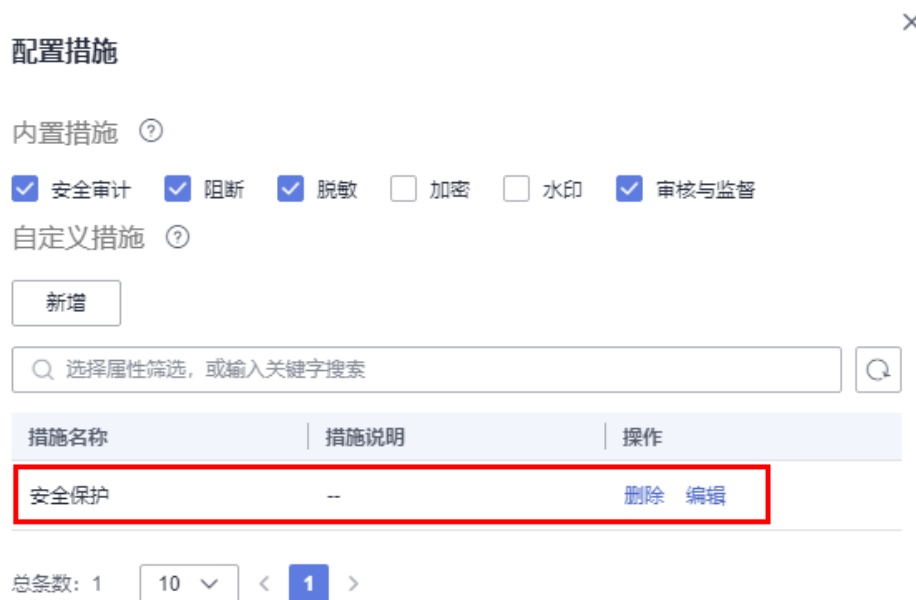 配置措施
内置措施
安全审计 阻断 脱敏 加密 水印 审核与监督
自定义措施
新增
选择属性筛选，或输入关键字搜索
措施名称 措施说明 操作
安全保护 -- 删除 编辑
总条数：1 10 1